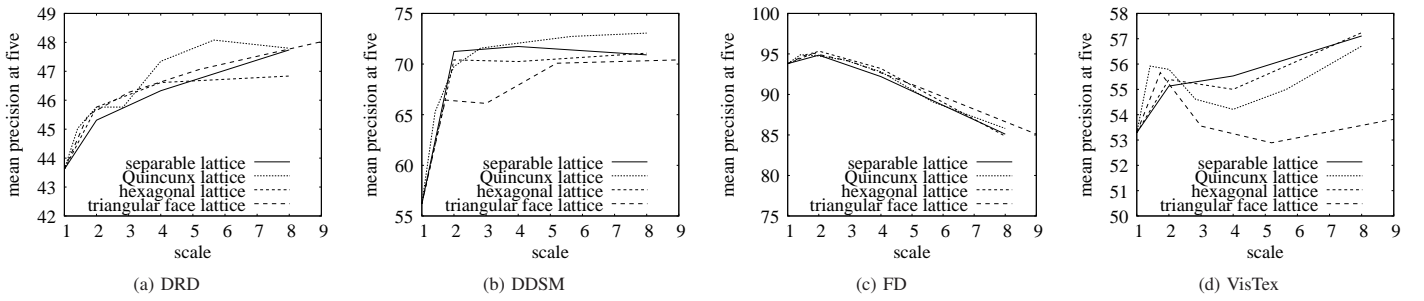 mean precision at five
49
48
47
46
45
44
43
42
separable lattice
Quincunx lattice
hexagonal lattice
triangular face lattice
1 2 3 4 5 6 7 8 9
scale
(a) DRD
mean precision at five
75
70
65
60
55
separable lattice
Quincunx lattice
hexagonal lattice
triangular face lattice
1 2 3 4 5 6 7 8 9
scale
(b) DDSM
mean precision at five
100
95
90
85
80
75
separable lattice
Quincunx lattice
hexagonal lattice
triangular face lattice
1 2 3 4 5 6 7 8 9
scale
(c) FD
mean precision at five
58
57
56
55
54
53
52
51
50
separable lattice
Quincunx lattice
hexagonal lattice
triangular face lattice
1 2 3 4 5 6 7 8 9
scale
(d) VisTex